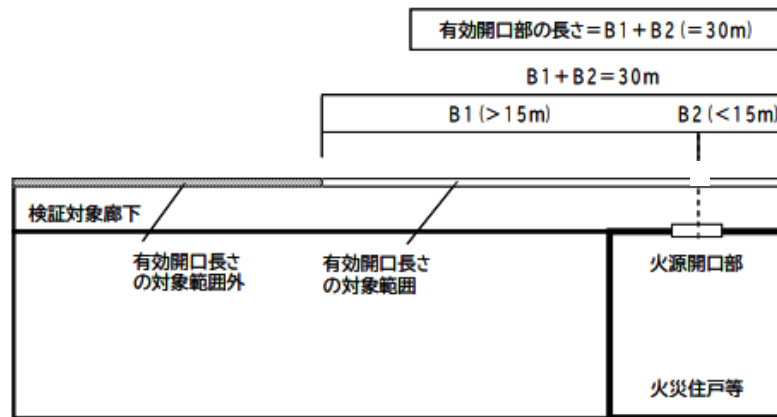 有効開口部の長さ＝B1＋B2(＝30m)
B1＋B2＝30m
B1(>15m)
B2(<15m)
検証対象廊下
有効開口長さ
の対象範囲外
有効開口長さ
の対象範囲
火源開口部
火災住戸等